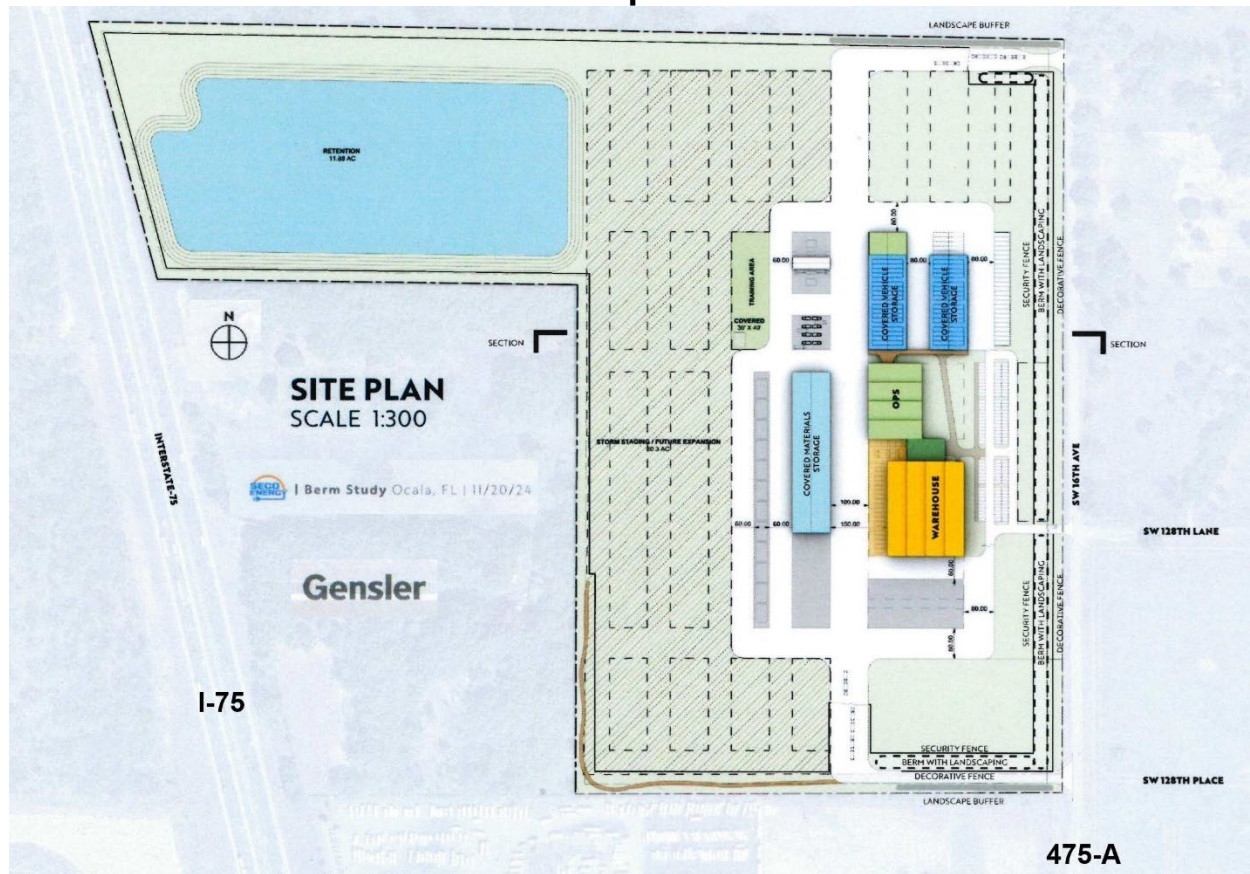 LANDSCAPE BUFFER
RETENTION
11.88 AC
60.00
SECURITY FENCE
BERM WITH LANDSCAPING
DECORATIVE FENCE
60.00
TRAINING AREA
COVERED VEHICLE
STORAGE
80.00
COVERED VEHICLE
STORAGE
80.00
COVERED
30' X 40'
N
SECTION
SECTION
SITE PLAN
SCALE 1:300
OPS
INTERSTATE-75
STORM STAGING / FUTURE EXPANSION
20.3 AC
COVERED MATERIALS
STORAGE
SW 16TH AVE
SECO
ENERGY
| Berm Study Ocala, FL | 11/20/24
WAREHOUSE
100.00
60.00
60.00
150.00
SW 128TH LANE
Gensler
60.00
80.00
SECURITY FENCE
BERM WITH LANDSCAPING
DECORATIVE FENCE
60.00
I-75
SECURITY FENCE
BERM WITH LANDSCAPING
DECORATIVE FENCE
SW 128TH PLACE
LANDSCAPE BUFFER
475-A